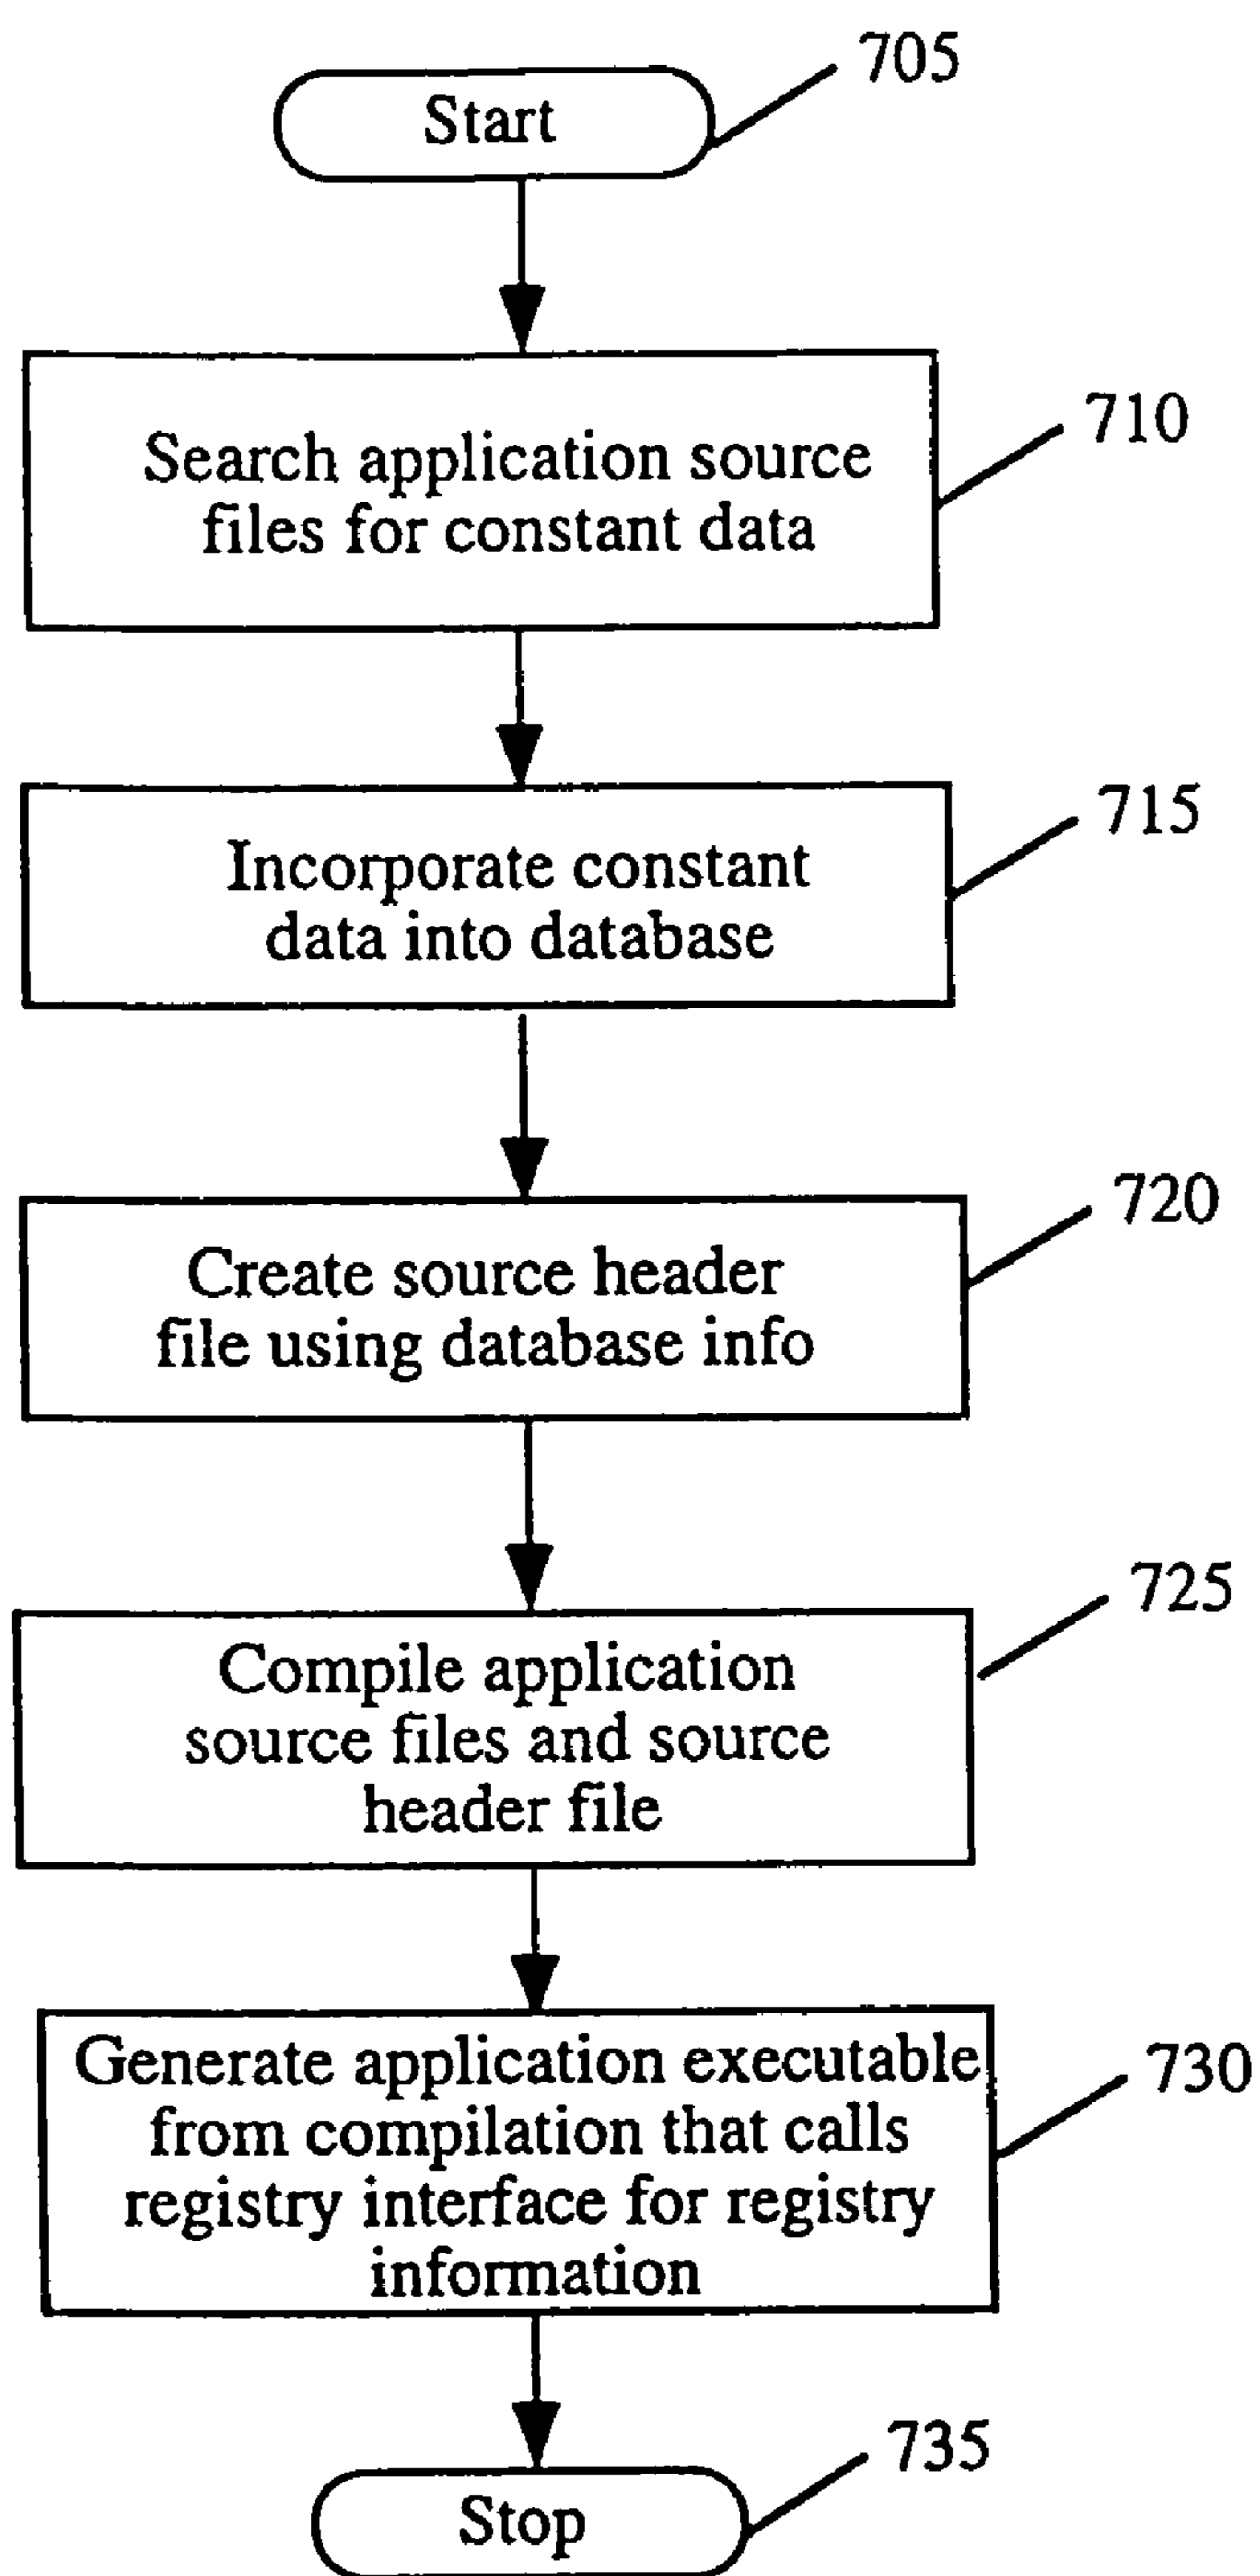 705
Start
710
Search application source
files for constant data
715
Incorporate constant
data into database
720
Create source header
file using database info
725
Compile application
source files and source
header file
730
Generate application executable
from compilation that calls
registry interface for registry
information
735
Stop